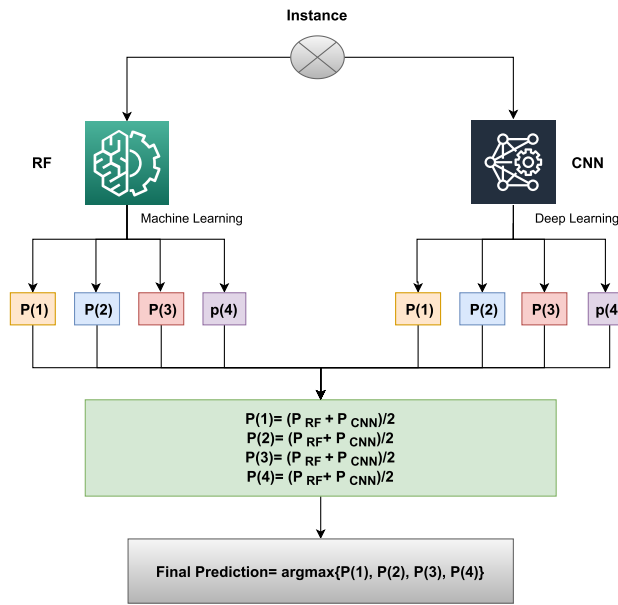 Instance
RF
CNN
Machine Learning
Deep Learning
P(1) P(2) P(3) p(4) P(1) P(2) P(3) p(4
P(1)= (P RF + P CNN)/2
P(2)= (P RF+ P CNN)/2
P(3)= (P RF + P CNN)/2
P(4)= (P RF+ P CNN)/2
Final Prediction= argmax{P(1), P(2), P(3), P(4)}